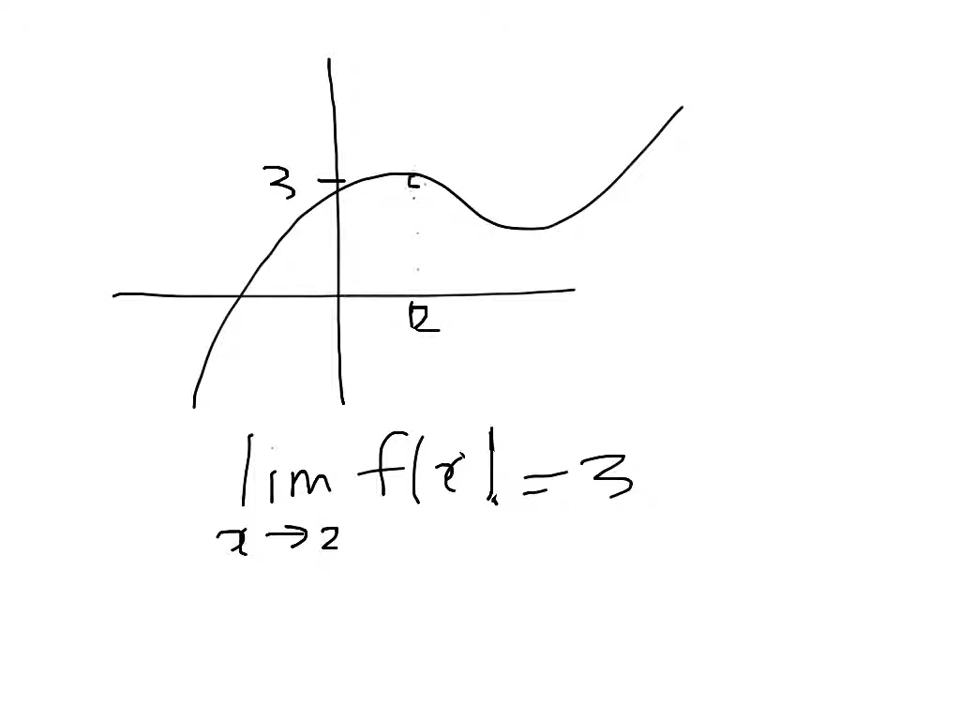 3
2
lim f(x) = 3
x → 2